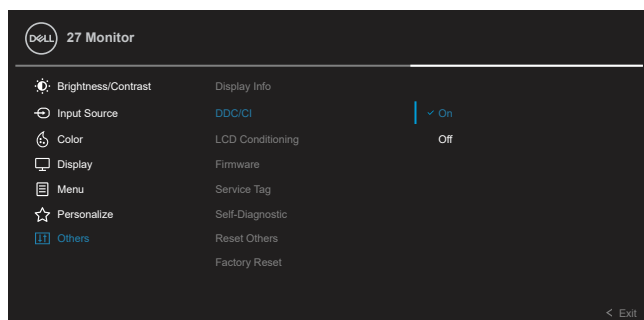 DELL 27 Monitor
Brightness/Contrast Display Info
Input Source DDC/CI On
Color LCD Conditioning Off
Display Firmware
Menu Service Tag
Personalize Self-Diagnostic
Others Reset Others
Factory Reset
< Exit